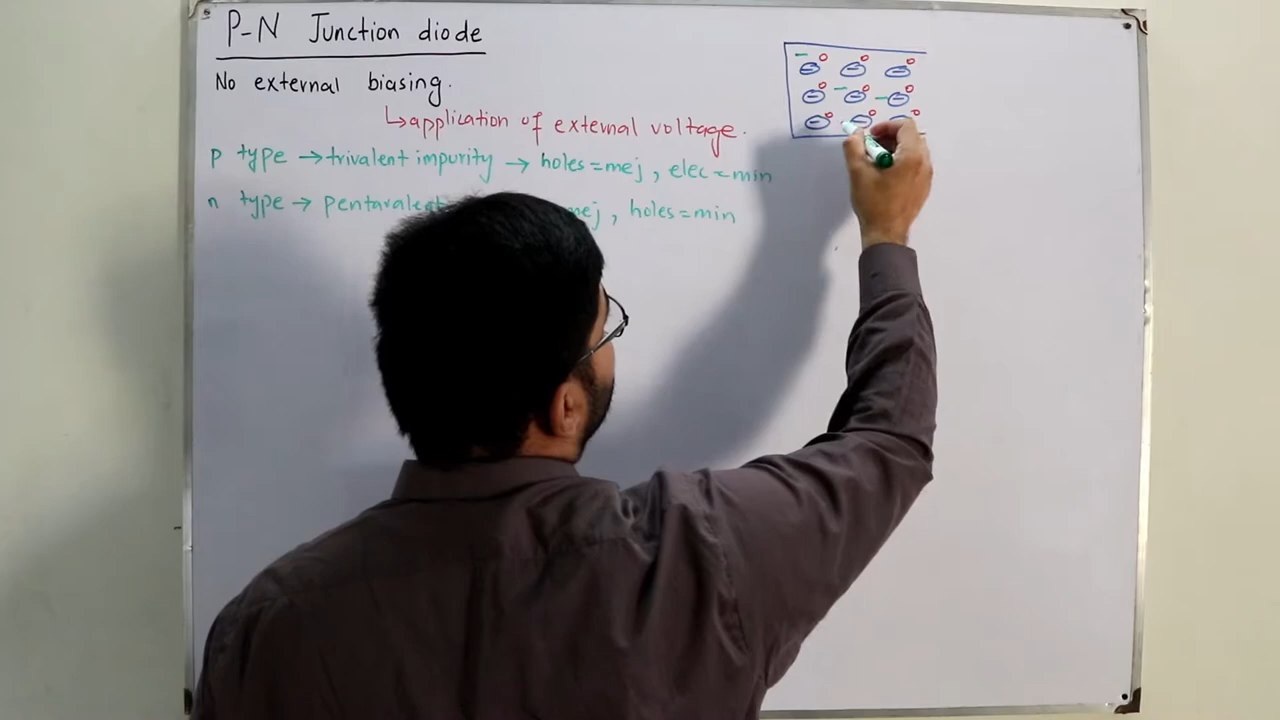 P-N Junction diode
No external biasing.
↳application of external voltage.
p type →trivalent impurity → holes=mej, elec=min
n type → mej, holes=min